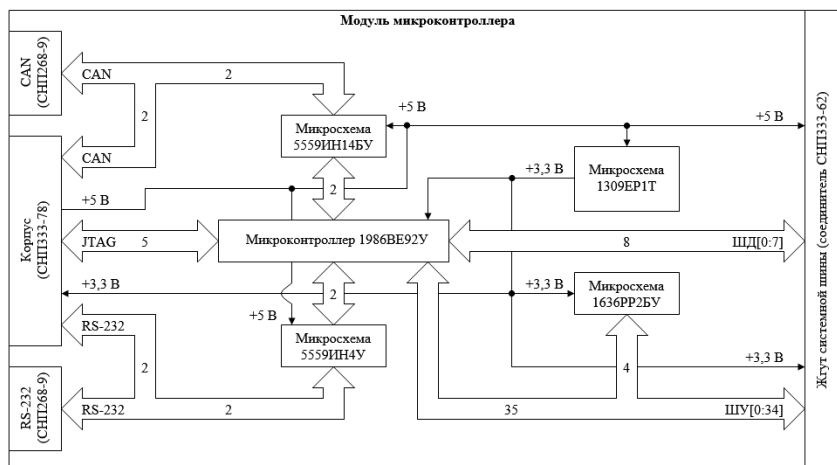 Модуль микроконтроллера
CAN
(СНП268-9)
CAN
2
2
CAN
+5 В
+5 В
Микросхема
5559ИН14БУ
+3,3 В
Микросхема
1309ЕР1Т
Корпус
(СНП333-78)
+5 В
2
JTAG
5
Микроконтроллер 1986ВЕ92У
8
ШД[0:7]
+3,3 В
2
+3,3 В
Микросхема
1636РР2БУ
RS-232
+5 В
Микросхема
5559ИН4У
2
4
+3,3 В
RS-232
(СНП268-9)
RS-232
2
35
ШУ[0:34]
Жгут системной шины (соединитель СНП333-62)